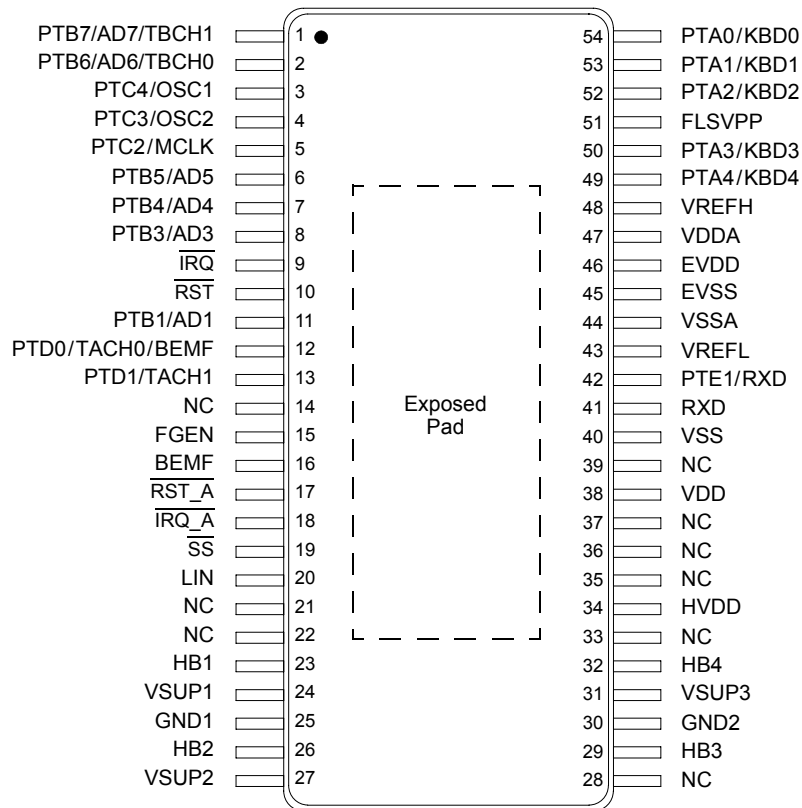 PTB7/AD7/TBCH1 1 54 PTA0/KBD0
PTB6/AD6/TBCH0 2 53 PTA1/KBD1
PTC4/OSC1 3 52 PTA2/KBD2
PTC3/OSC2 4 51 FLSVPP
PTC2/MCLK 5 50 PTA3/KBD3
PTB5/AD5 6 49 PTA4/KBD4
PTB4/AD4 7 48 VREFH
PTB3/AD3 8 47 VDDA
IRQ 9 46 EVDD
RST 10 45 EVSS
PTB1/AD1 11 44 VSSA
PTD0/TACH0/BEMF 12 43 VREFL
PTD1/TACH1 13 42 PTE1/RXD
NC 14 Exposed 41 RXD
FGEN 15 Pad 40 VSS
BEMF 16 39 NC
RST_A 17 38 VDD
IRQ_A 18 37 NC
SS 19 36 NC
LIN 20 35 NC
NC 21 34 HVDD
NC 22 33 NC
HB1 23 32 HB4
VSUP1 24 31 VSUP3
GND1 25 30 GND2
HB2 26 29 HB3
VSUP2 27 28 NC